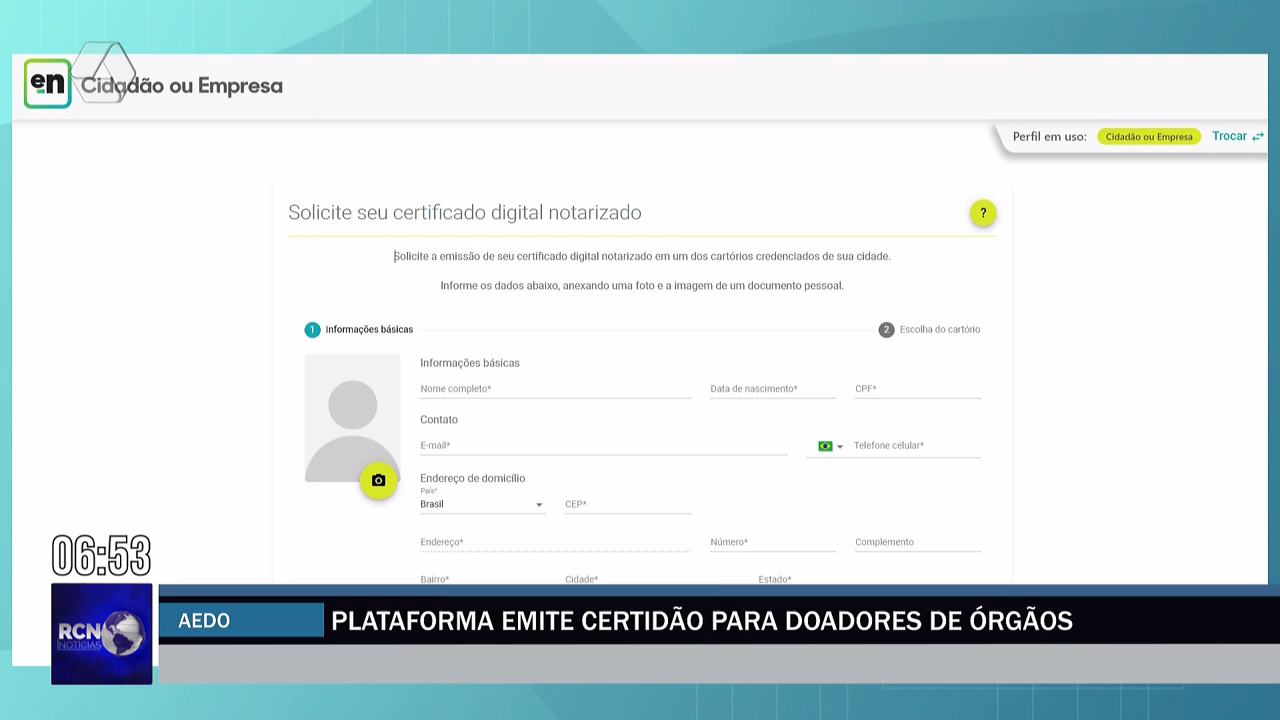 en Cidadão ou Empresa
Perfil em uso: Cidadão ou Empresa Trocar
Solicite seu certificado digital notarizado
?
Solicite a emissão de seu certificado digital notarizado em um dos cartórios credenciados de sua cidade.
Informe os dados abaixo, anexando uma foto e a imagem de um documento pessoal.
1 Informações básicas
2 Escolha do cartório
Informações básicas
Nome completo* Data de nascimento* CPF*
Contato
E-mail* Telefone celular*
Endereço de domicílio
País*
Brasil CEP*
Endereço* Número* Complemento
Bairro* Cidade* Estado*
06:53
RCN
NOTÍCIAS
AEDO
PLATAFORMA EMITE CERTIDÃO PARA DOADORES DE ÓRGÃOS